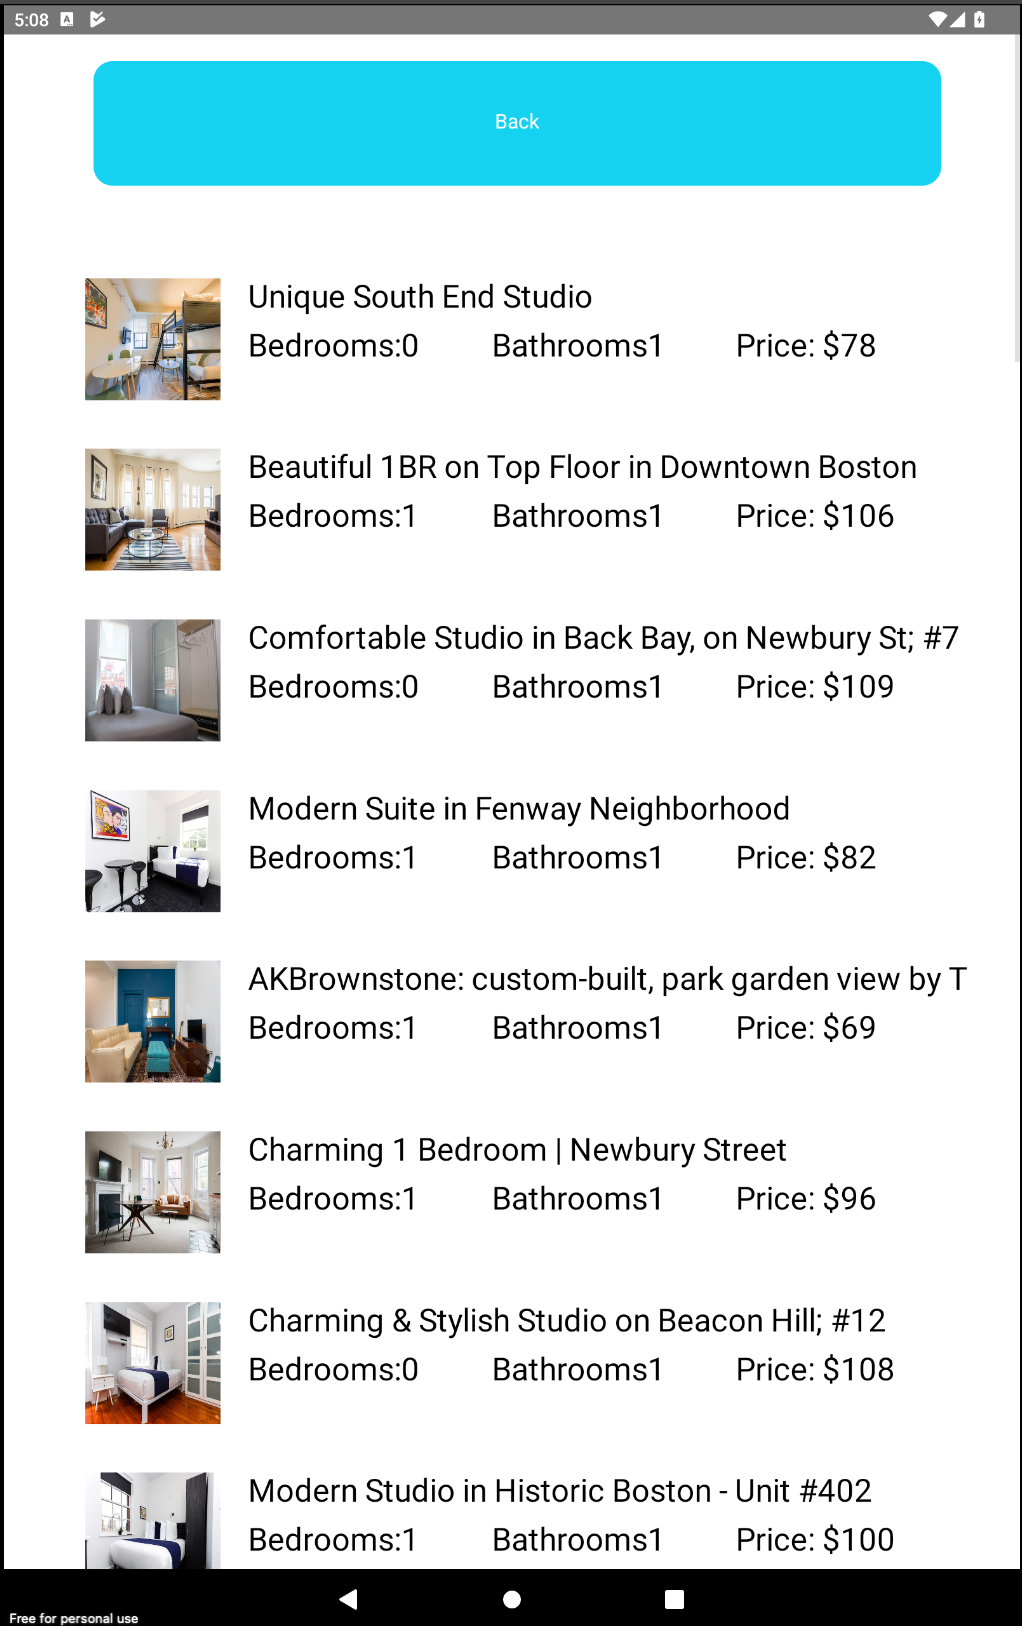 5:08
Back
Unique South End Studio
Bedrooms:0 Bathrooms1 Price: $78
Beautiful 1BR on Top Floor in Downtown Boston
Bedrooms:1 Bathrooms1 Price: $106
Comfortable Studio in Back Bay, on Newbury St; #7
Bedrooms:0 Bathrooms1 Price: $109
Modern Suite in Fenway Neighborhood
Bedrooms:1 Bathrooms1 Price: $82
AKBrownstone: custom-built, park garden view by T
Bedrooms:1 Bathrooms1 Price: $69
Charming 1 Bedroom | Newbury Street
Bedrooms:1 Bathrooms1 Price: $96
Charming & Stylish Studio on Beacon Hill; #12
Bedrooms:0 Bathrooms1 Price: $108
Modern Studio in Historic Boston - Unit #402
Bedrooms:1 Bathrooms1 Price: $100
Free for personal use